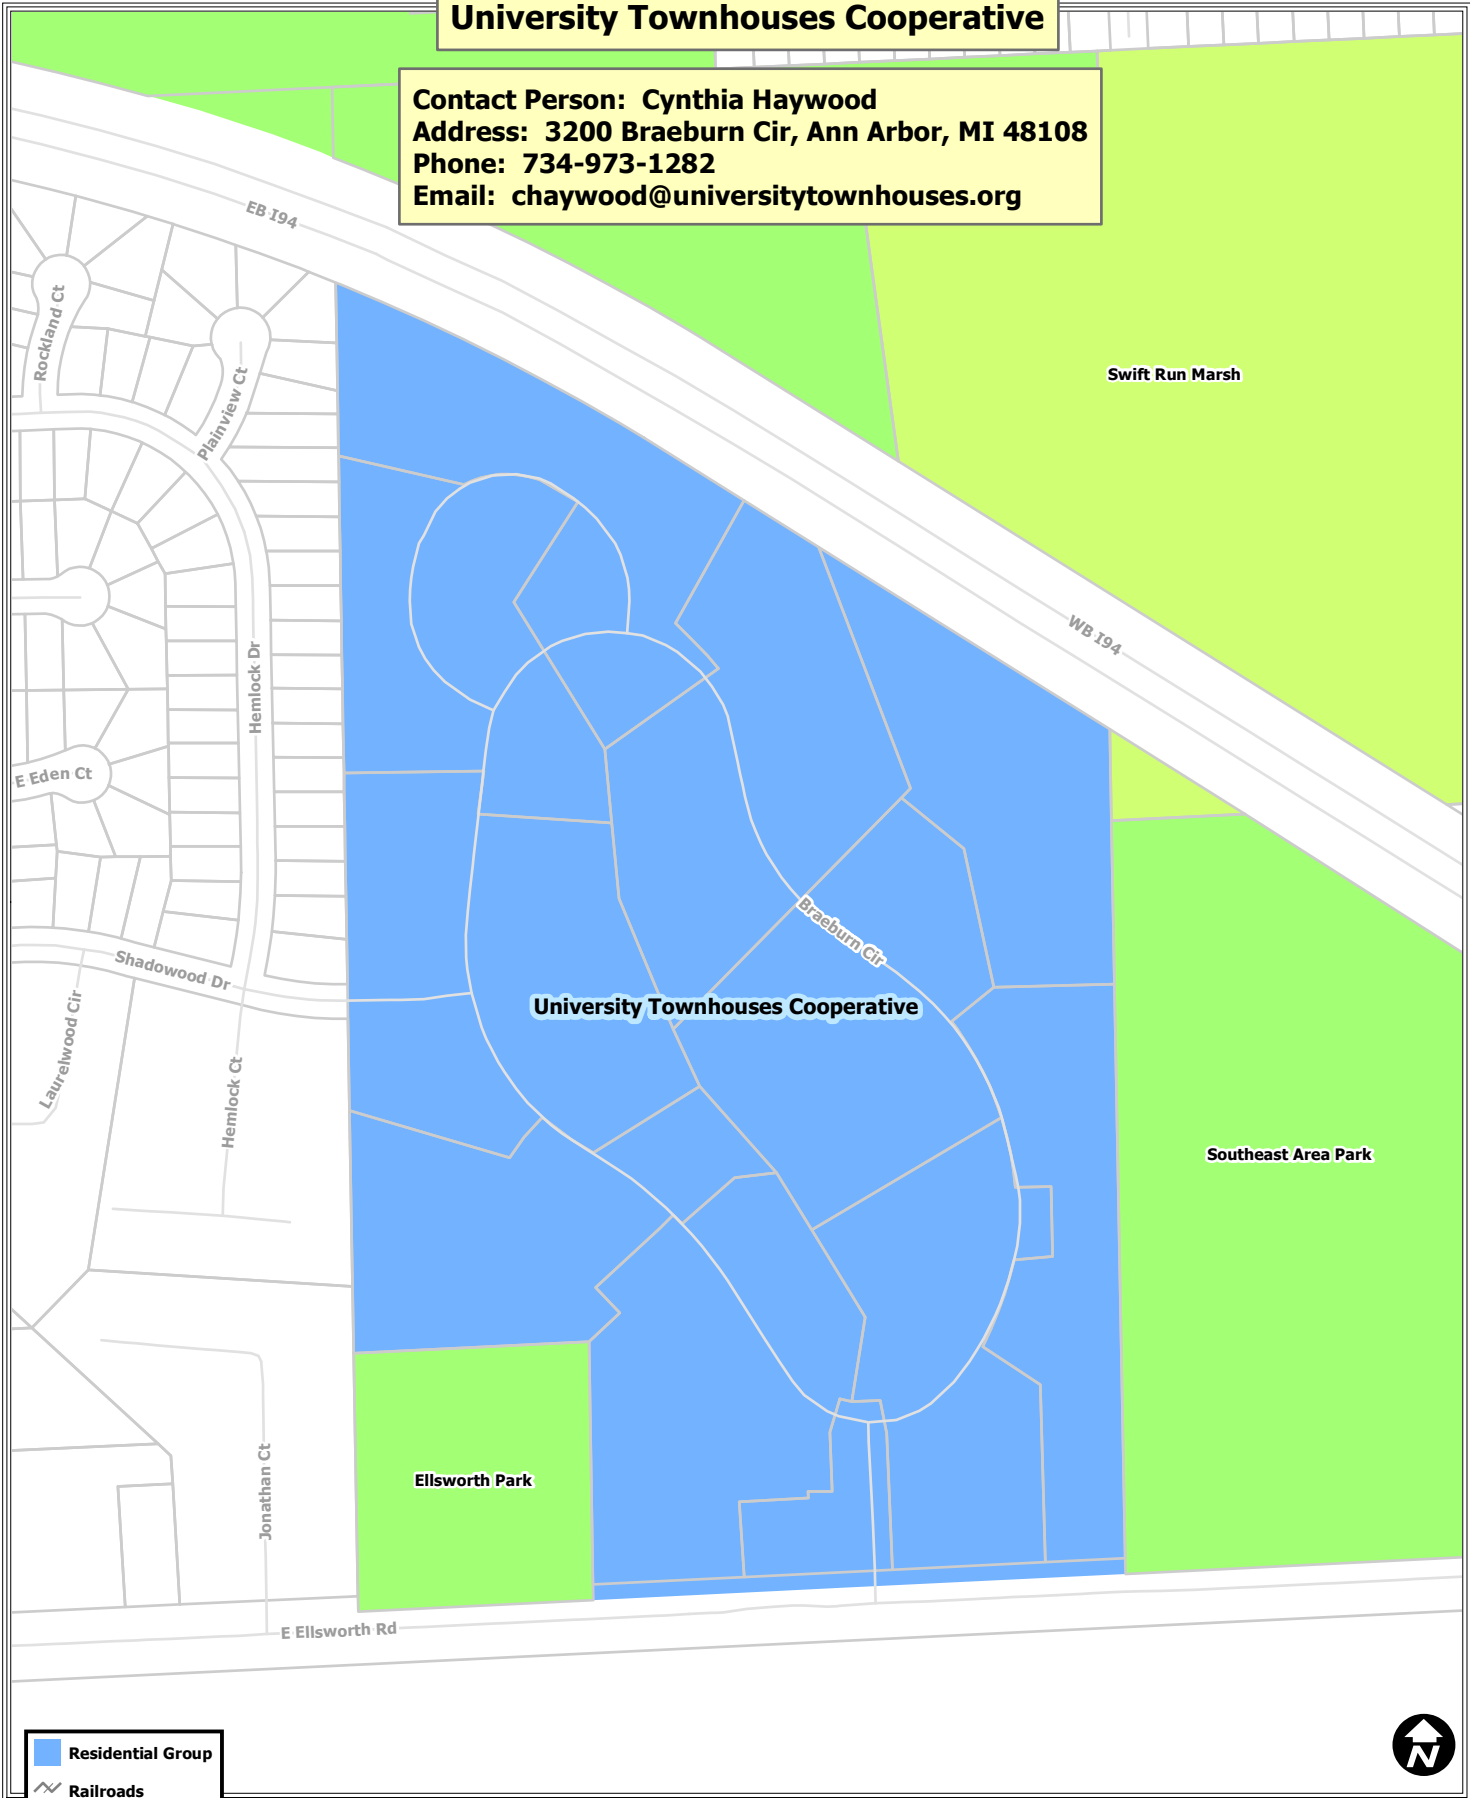 University Townhouses Cooperative
Contact Person: Cynthia Haywood
Address: 3200 Braeburn Cir, Ann Arbor, MI 48108
Phone: 734-973-1282
Email: chaywood@universitytownhouses.org
EB I94
Rockland Ct
Plainview Ct
Swift Run Marsh
WB I94
Hemlock Dr
E Eden Ct
Braeburn Cir
Shadowood Dr
University Townhouses Cooperative
Laurelwood Cir
Hemlock Ct
Southeast Area Park
Ellsworth Park
Jonathan Ct
E Ellsworth Rd
Residential Group
Railroads
N